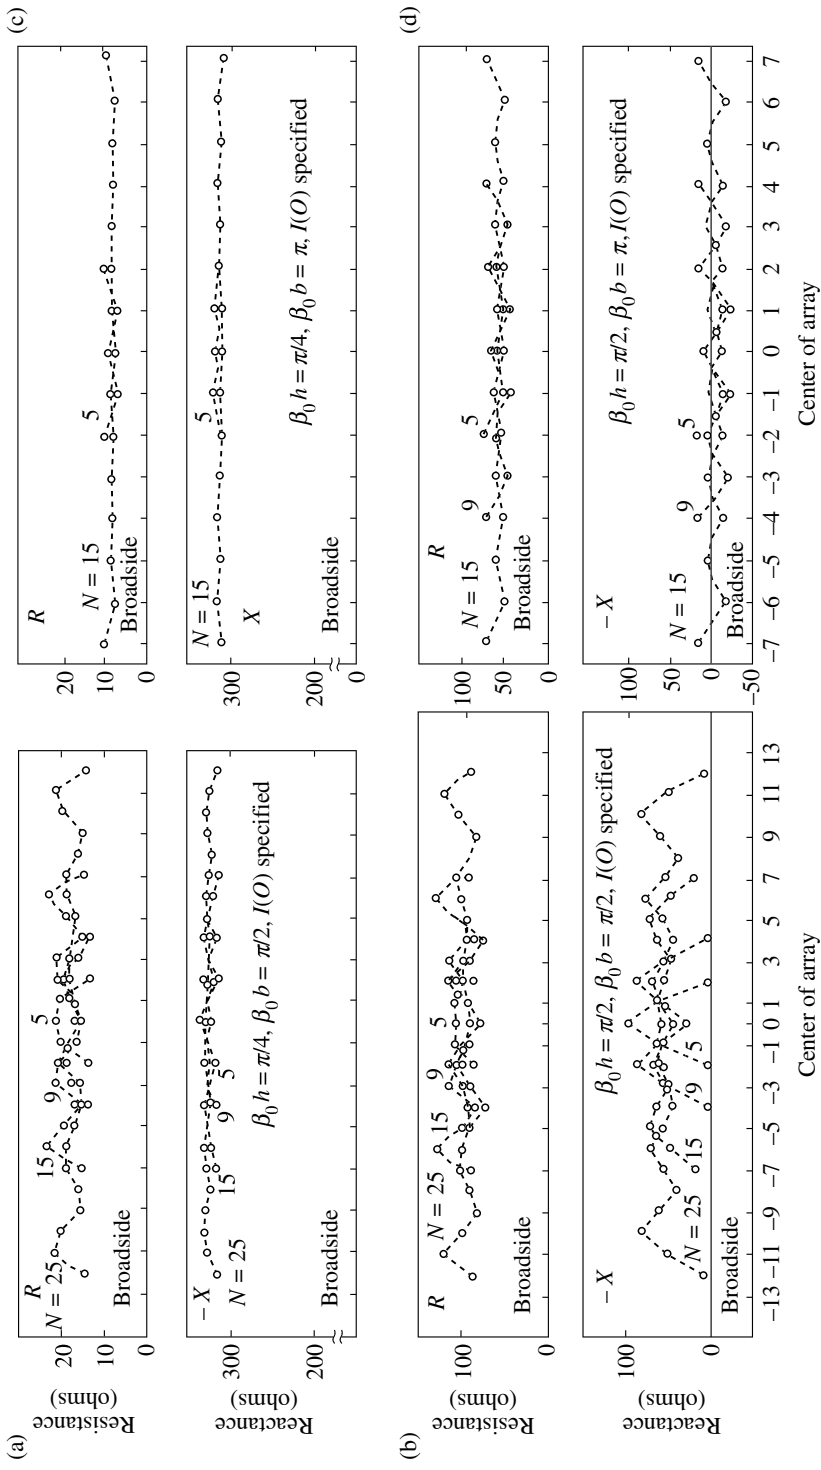 (a)
Resistance
(ohms)
20
10
0
R
N = 25
15
9
5
Broadside
Reactance
(ohms)
300
200
0
– X
N = 25
15
9
5
β₀h = π/4, β₀b = π/2, I(O) specified
Broadside
(b)
Resistance
(ohms)
100
0
R
N = 25
15
9
5
Broadside
Reactance
(ohms)
100
0
– X
β₀h = π/2, β₀b = π/2, I(O) specified
N = 25
15
9
5
Broadside
–13 –11 –9 –7 –5 –3 –1 0 1 3 5 7 9 11 13
Center of array
(c)
20
10
0
R
N = 15
5
Broadside
300
200
0
N = 15
5
X
β₀h = π/4, β₀b = π, I(O) specified
Broadside
(d)
100
50
0
R
N = 15
9
5
Broadside
100
50
0
–50
– X
β₀h = π/2, β₀b = π, I(O) specified
N = 15
9
5
Broadside
–7 –6 –5 –4 –3 –2 –1 0 1 2 3 4 5 6 7
Center of array